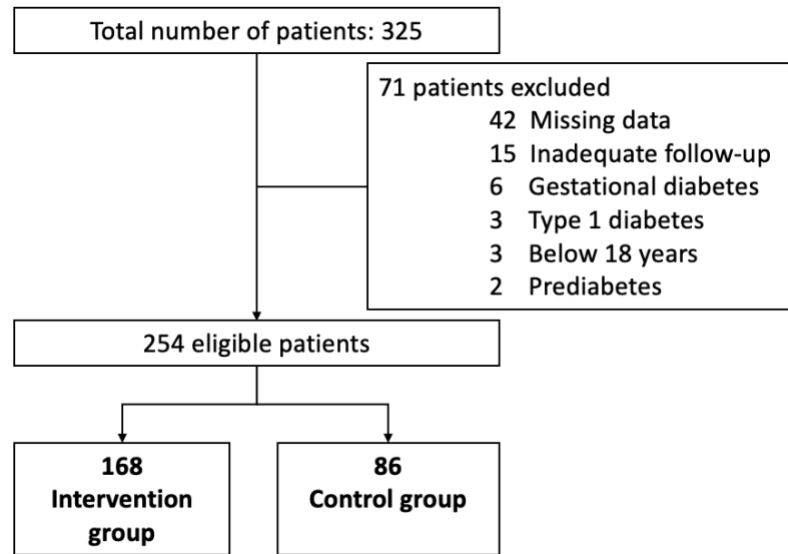 Total number of patients: 325
71 patients excluded
42 Missing data
15 Inadequate follow-up
6 Gestational diabetes
3 Type 1 diabetes
3 Below 18 years
2 Prediabetes
254 eligible patients
168
Intervention
group
86
Control group